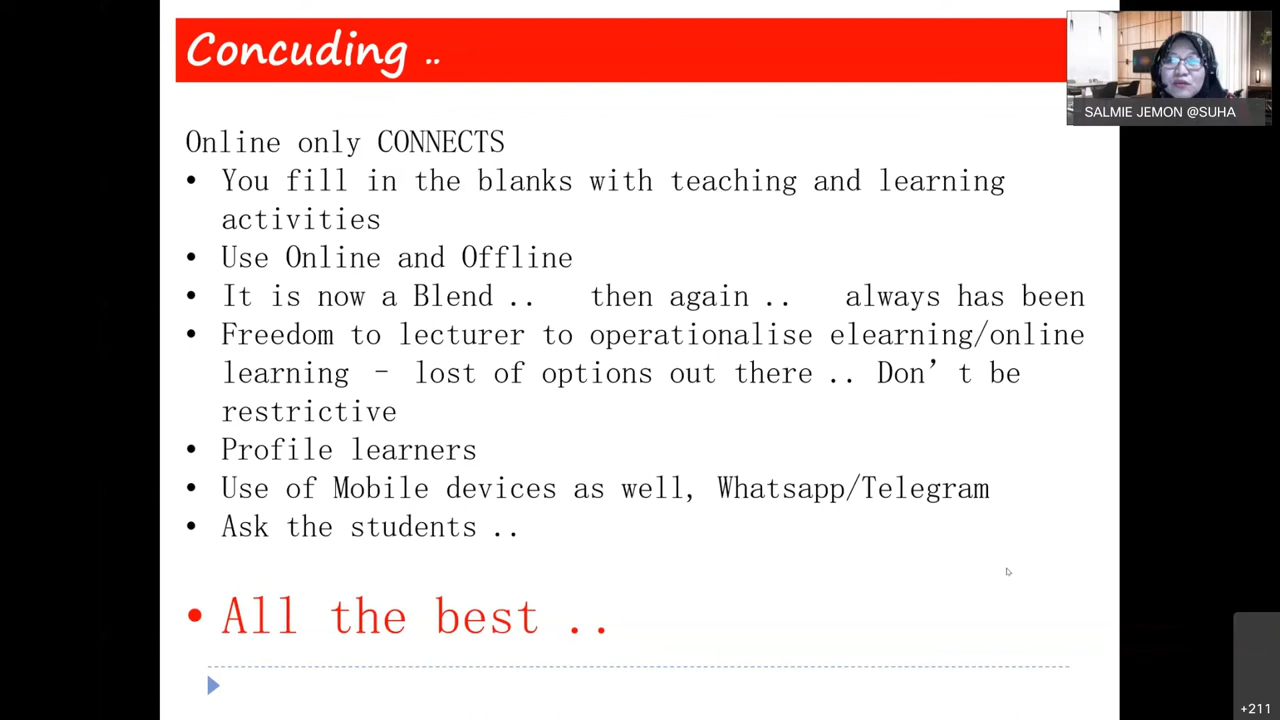 Concuding ..
SALMIE JEMON @SUHA
Online only CONNECTS
• You fill in the blanks with teaching and learning
activities
• Use Online and Offline
• It is now a Blend .. then again .. always has been
• Freedom to lecturer to operationalise elearning/online
learning – lost of options out there .. Don’t be
restrictive
• Profile learners
• Use of Mobile devices as well, Whatsapp/Telegram
• Ask the students ..
• All the best ..
+211